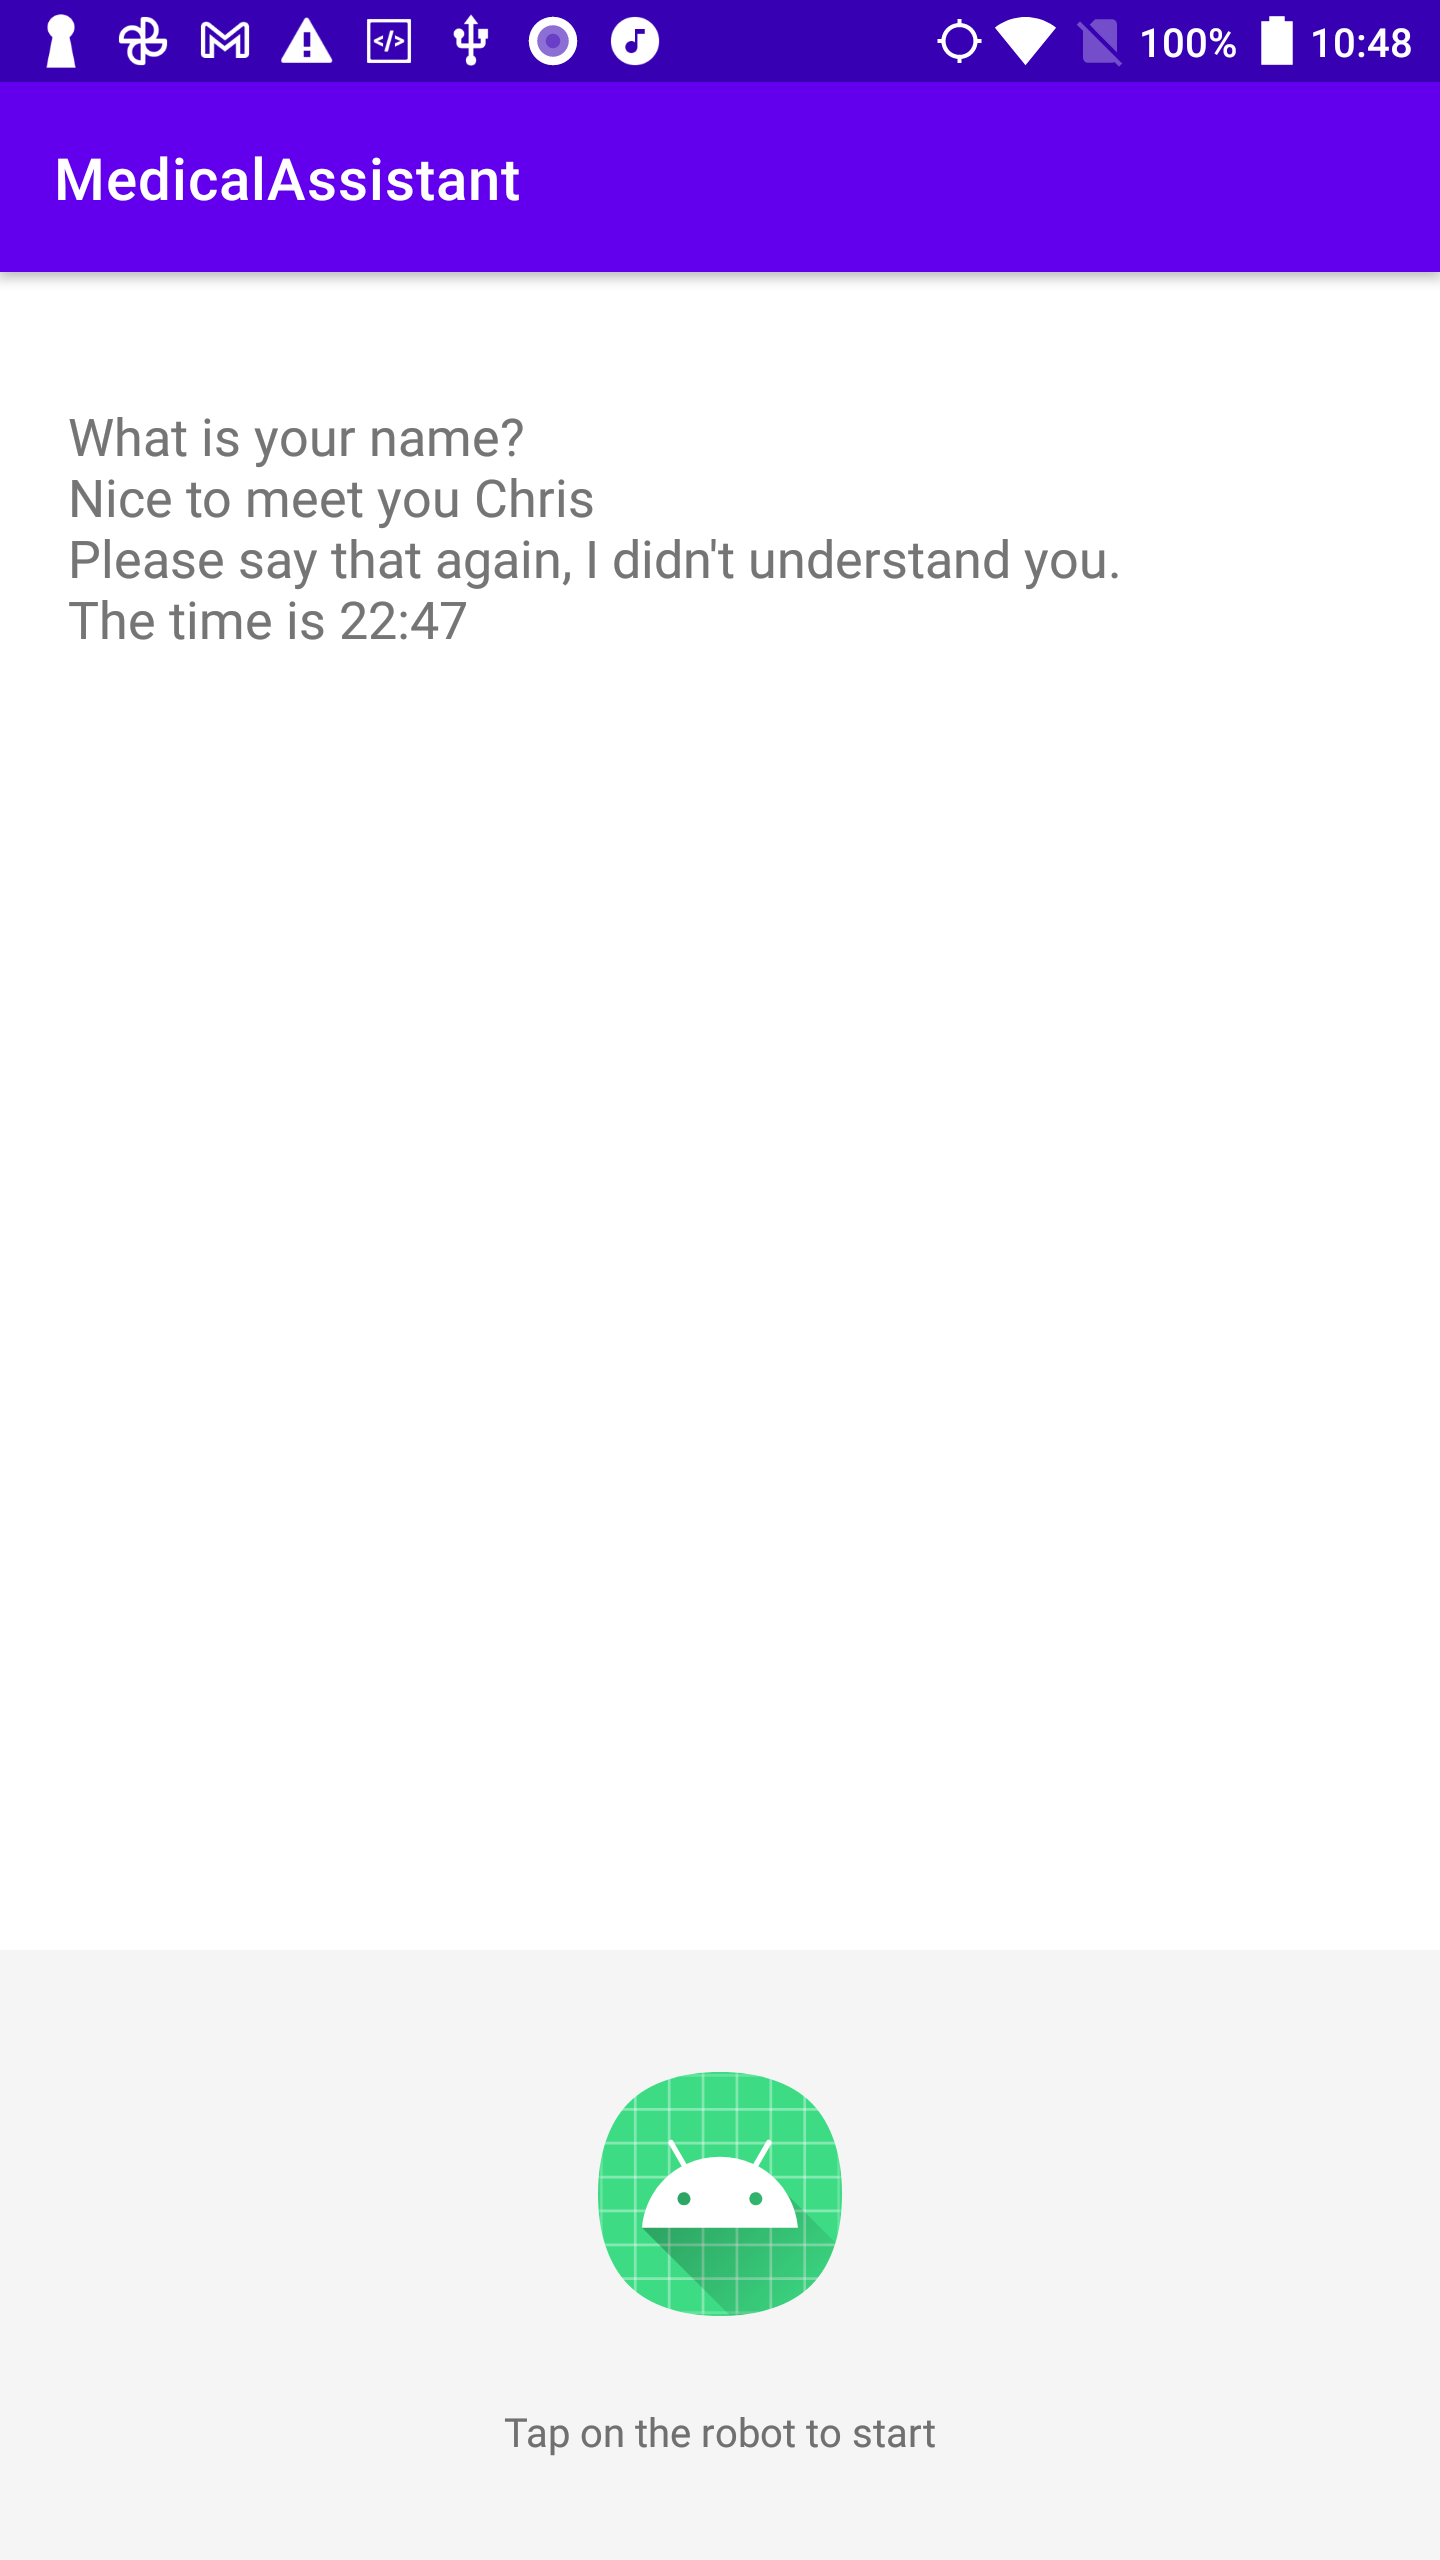 100% 10:48
MedicalAssistant
What is your name?
Nice to meet you Chris
Please say that again, I didn't understand you.
The time is 22:47
Tap on the robot to start